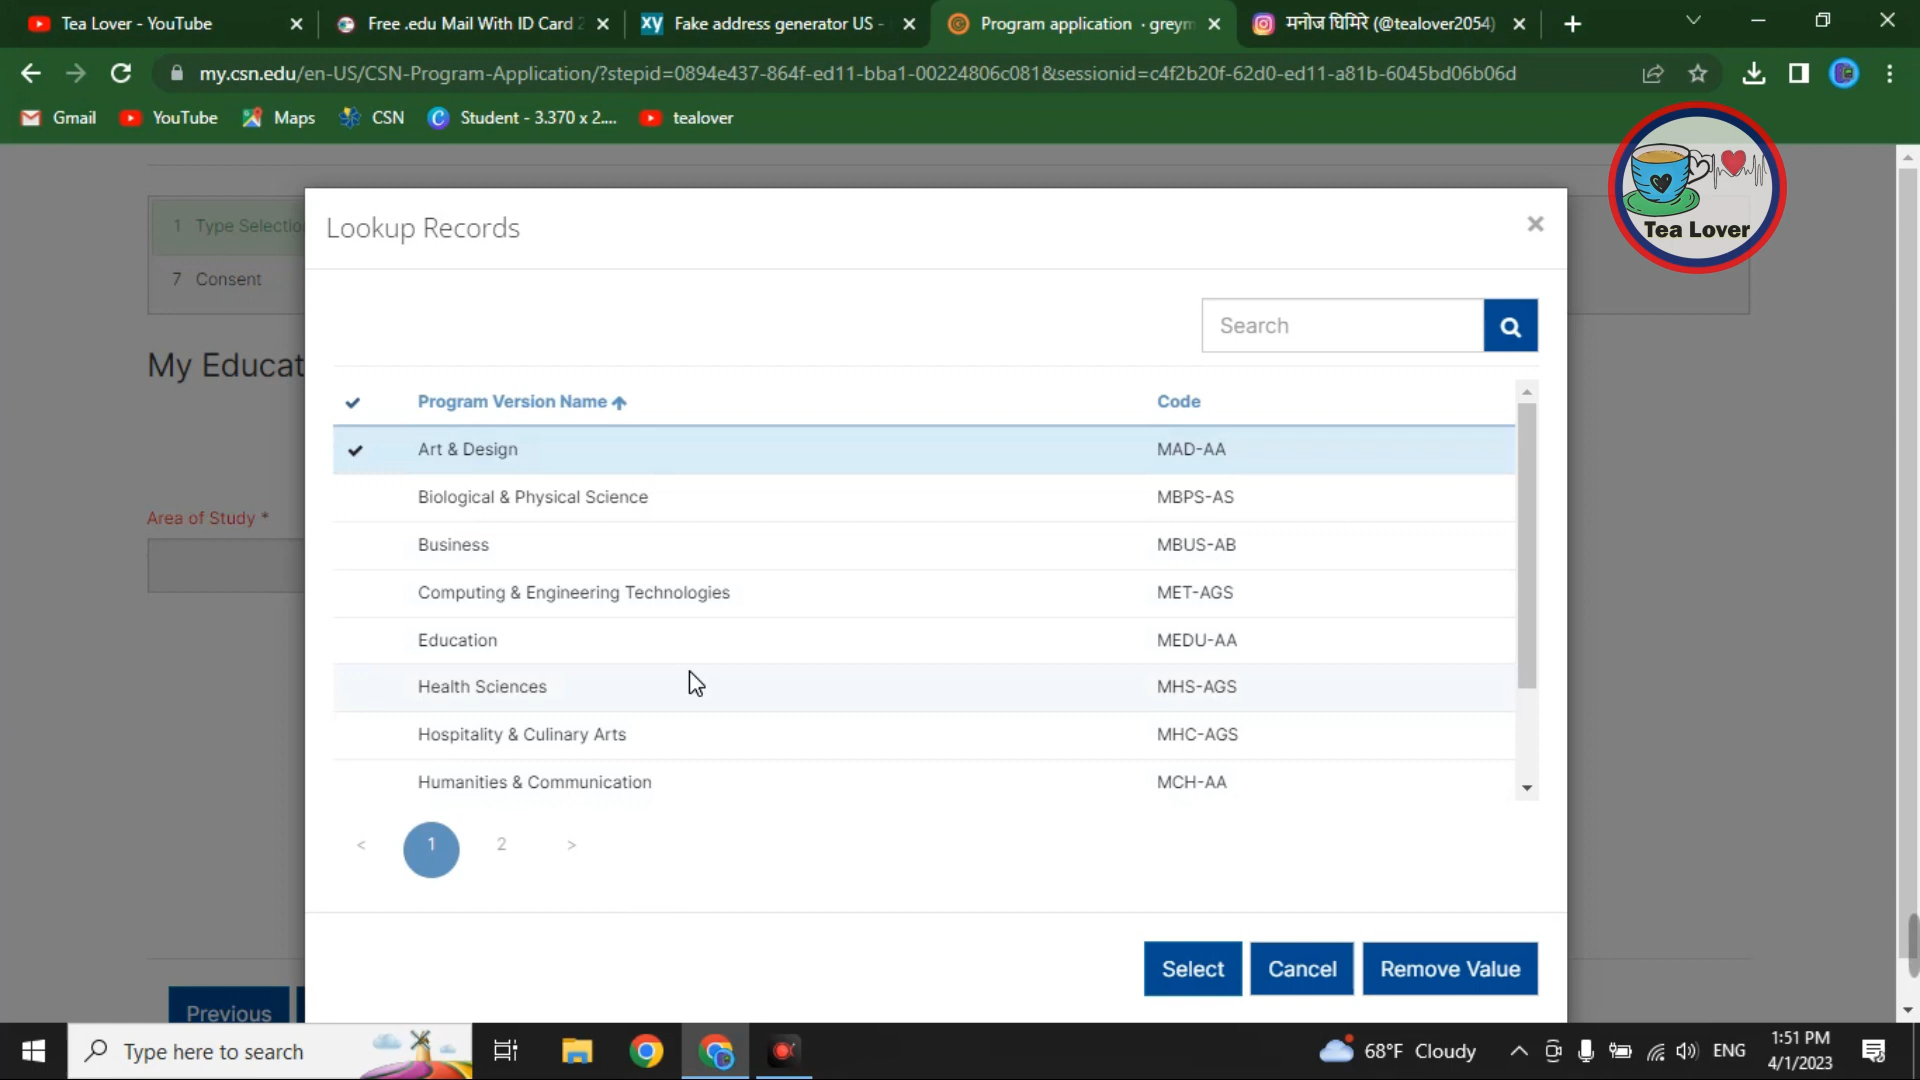 Tea Lover - YouTube
Free .edu Mail With ID Card 2
Fake address generator US -
Program application · greym
मनोज घिमिरे (@tealover2054)
my.csn.edu/en-US/CSN-Program-Application/?stepid=0894e437-864f-ed11-bba1-00224806c081&sessionid=c4f2b20f-62d0-ed11-a81b-6045bd06b06d
Gmail
YouTube
Maps
CSN
Student - 3.370 x 2....
tealover
Tea Lover
1 Type Selectio
7 Consent
Lookup Records
Search
My Educat
Program Version Name
Code
Art & Design MAD-AA
Biological & Physical Science MBPS-AS
Area of Study *
Business MBUS-AB
Computing & Engineering Technologies MET-AGS
Education MEDU-AA
Health Sciences MHS-AGS
Hospitality & Culinary Arts MHC-AGS
Humanities & Communication MCH-AA
< 1 2 >
Select
Cancel
Remove Value
Previous
Type here to search
68°F Cloudy
ENG
1:51 PM
4/1/2023